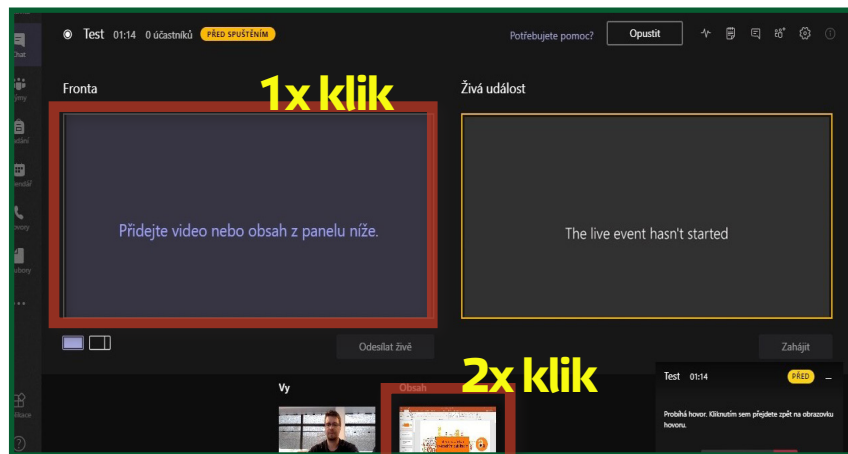 Test 01:14 0 účastníků PŘED SPUŠTĚNÍM
Potřebujete pomoc? Opustit
Chat
Fronta
1x klik
Živá událost
Přidejte video nebo obsah z panelu níže.
The live event hasn't started
Odesílat živě
Zahájit
2x klik
Vy
Obsah
Test 01:14 PŘED
Probíhá hovor. Kliknutím sem přejdete zpět na obrazovku
hovoru.